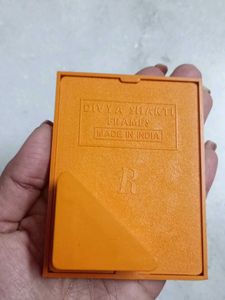 DIVYA SHAKTI
FRAMES
MADE IN INDIA
R